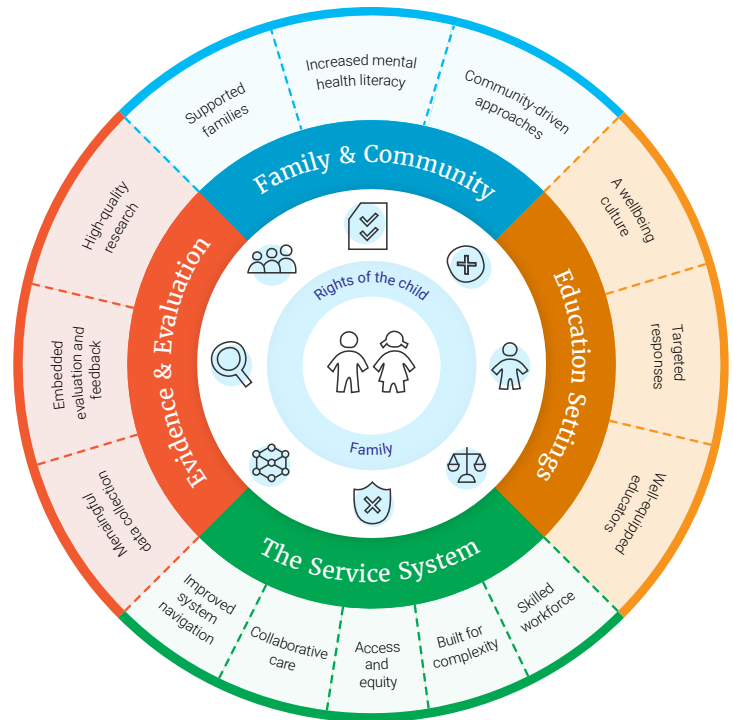 Family & Community
Supported
families
Increased mental
health literacy
Community-driven
approaches
Education Settings
A wellbeing
culture
Targeted
responses
Well-equipped
educators
The Service System
Skilled
workforce
Built for
complexity
Access
and
equity
Collaborative
care
Improved
system
navigation
Evidence & Evaluation
Menaingful
data collection
Embedded
evaluation and
feedback
High-quality
research
Rights of the child
Family